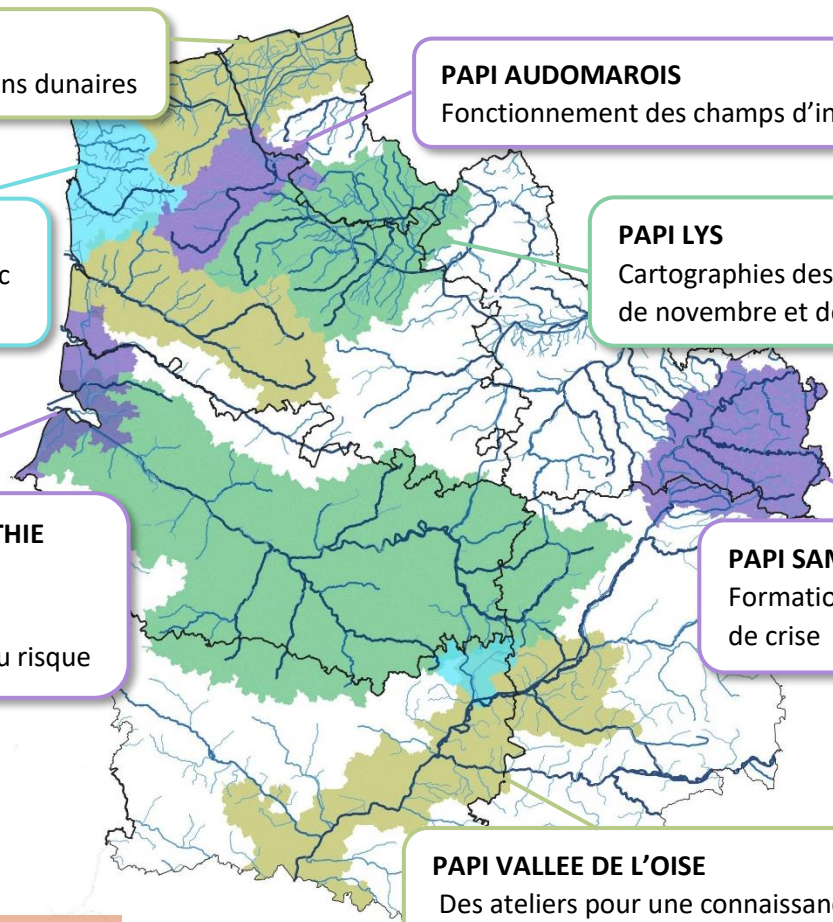 ns dunaires
PAPI AUDOMAROIS
Fonctionnement des champs d'in
c
PAPI LYS
Cartographies des
de novembre et d
THIE
u risque
PAPI SAM
Formatio
de crise
PAPI VALLEE DE L'OISE
Des ateliers pour une connaissan